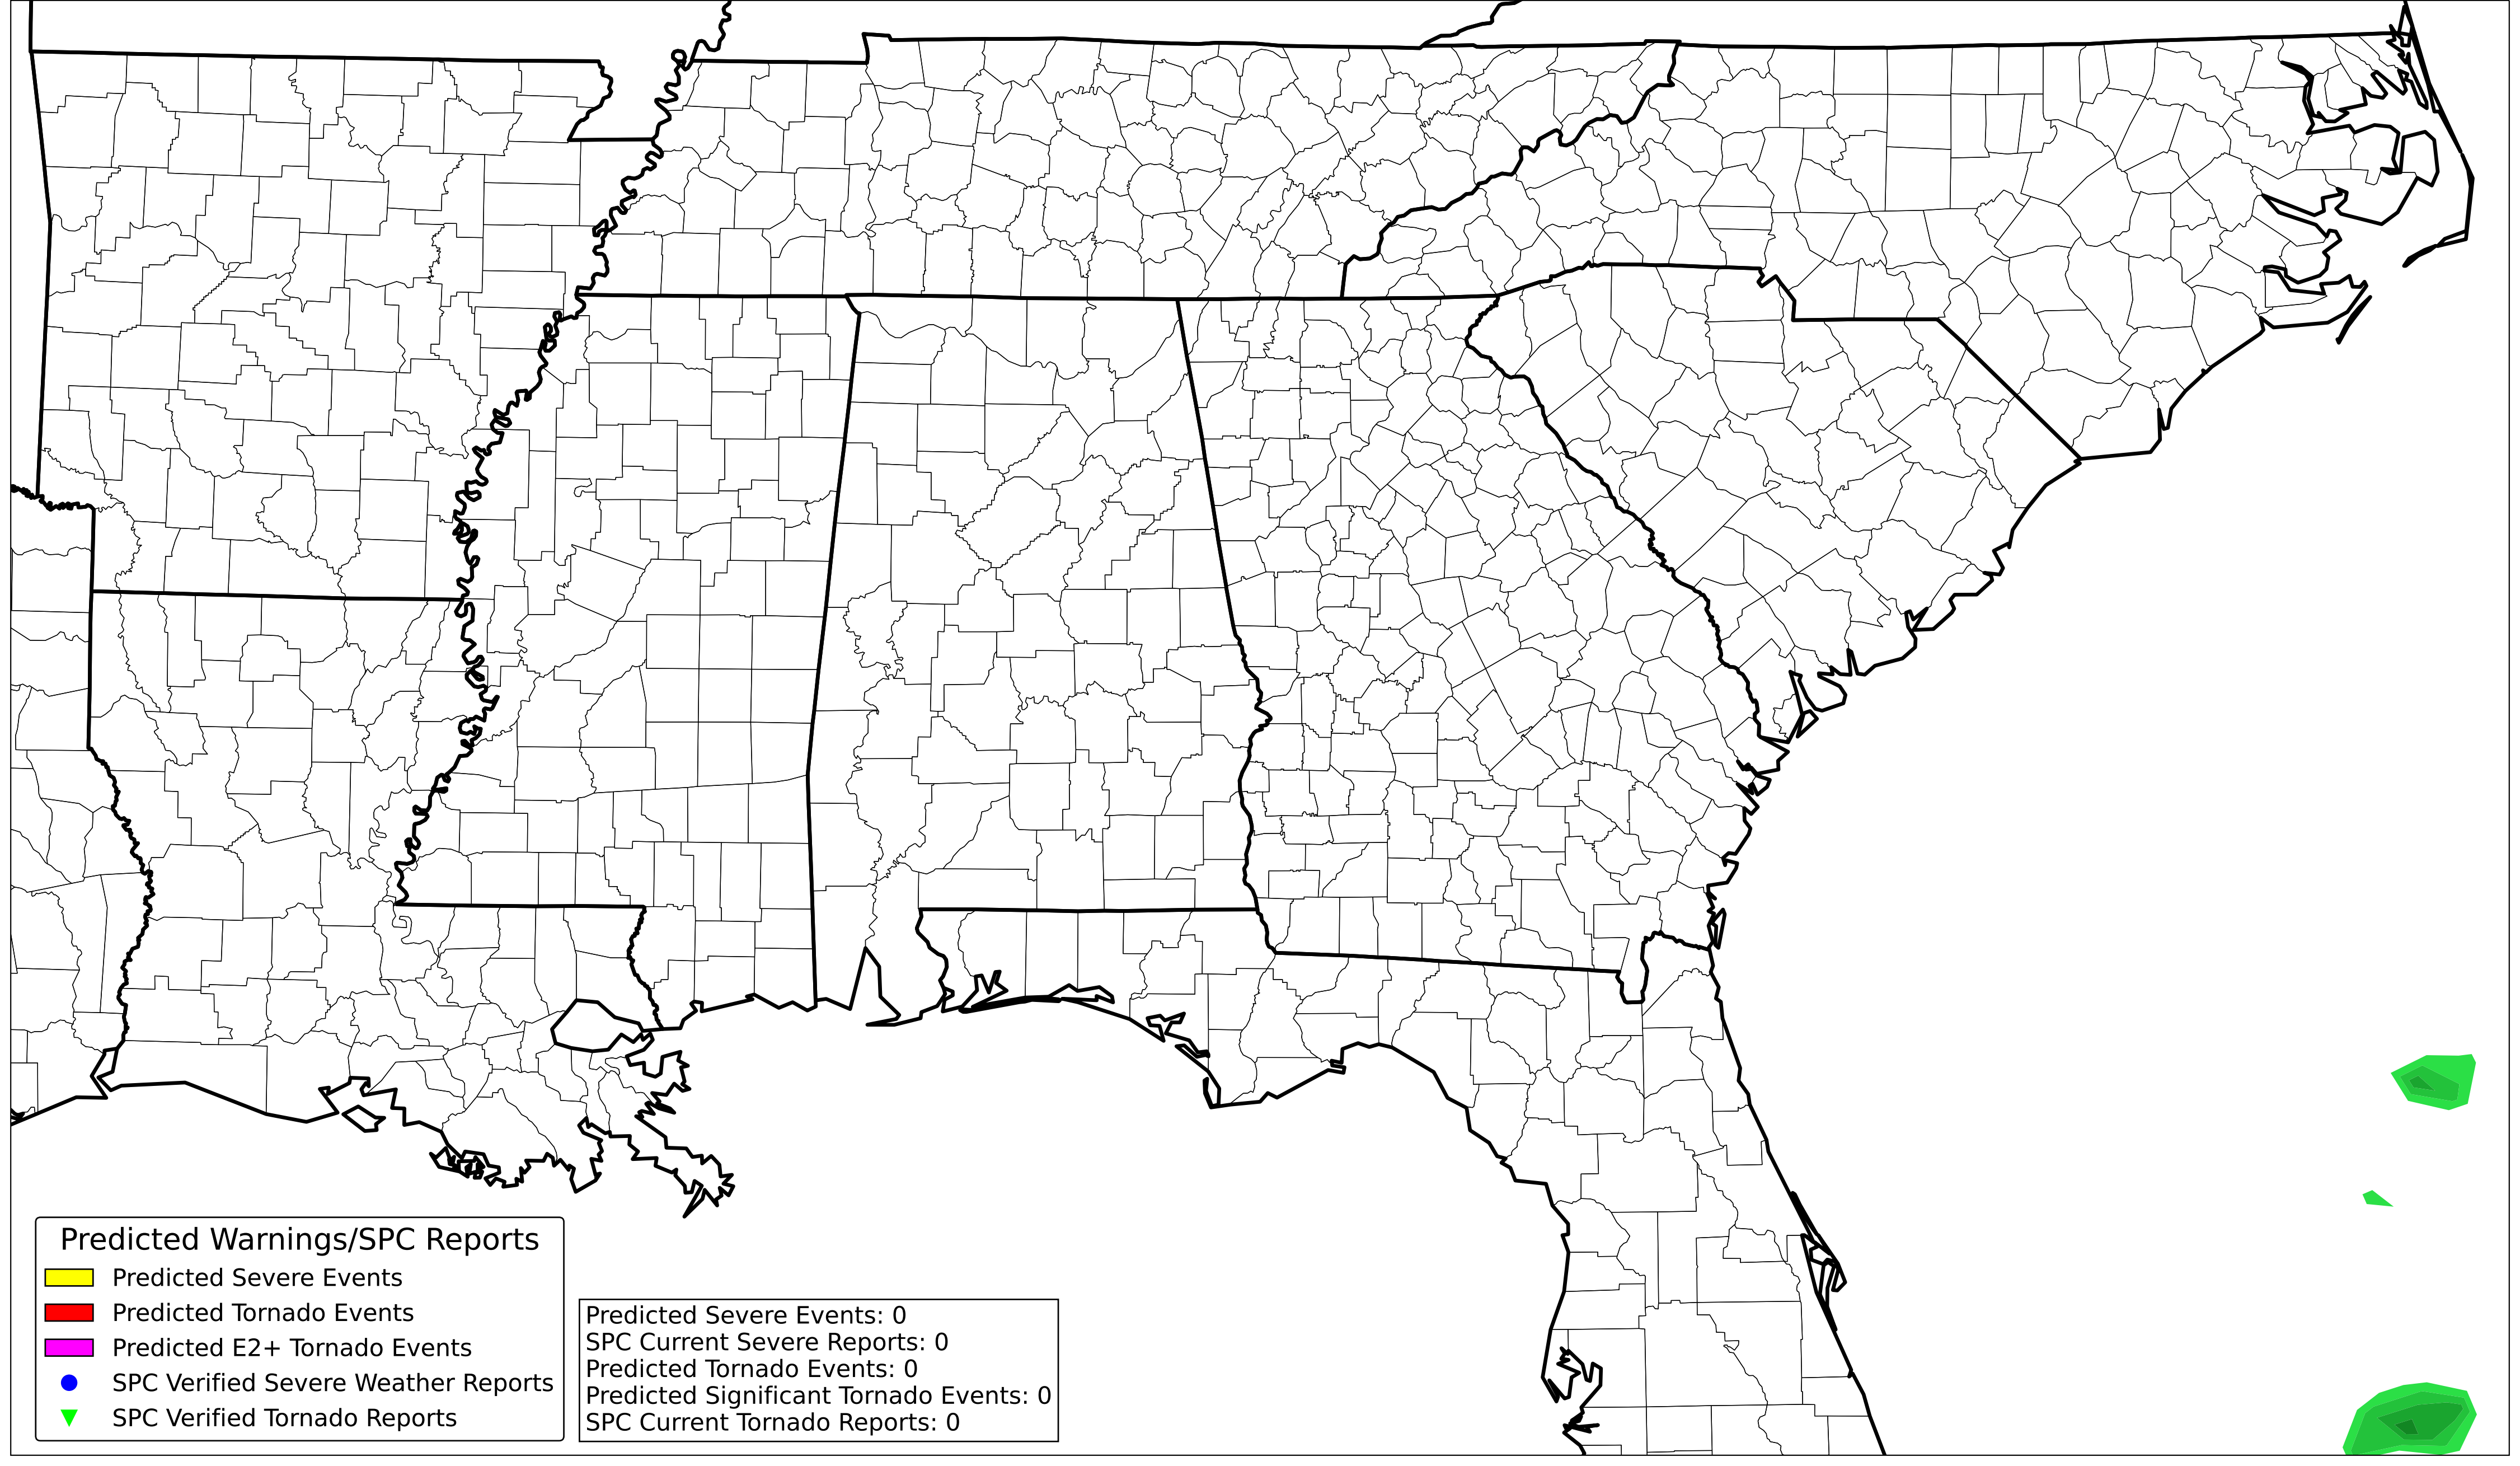 Predicted Warnings/SPC Reports
Predicted Severe Events
Predicted Tornado Events
Predicted E2+ Tornado Events
SPC Verified Severe Weather Reports
SPC Verified Tornado Reports
Predicted Severe Events: 0
SPC Current Severe Reports: 0
Predicted Tornado Events: 0
Predicted Significant Tornado Events: 0
SPC Current Tornado Reports: 0